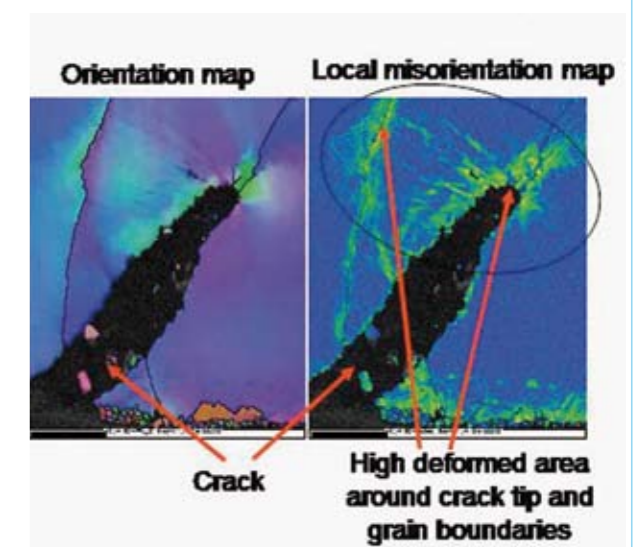 Orientation map
Local misorientation map
Crack
High deformed area
around crack tip and
grain boundaries